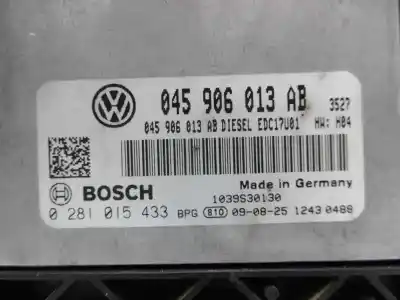 045 906 013 AB 3527
045 906 013 AB DIESEL EDC17U01 HW: H04
Made in Germany
BOSCH 1039S30130
0 281 015 433 BPG 810 09-08-25 1243 0488